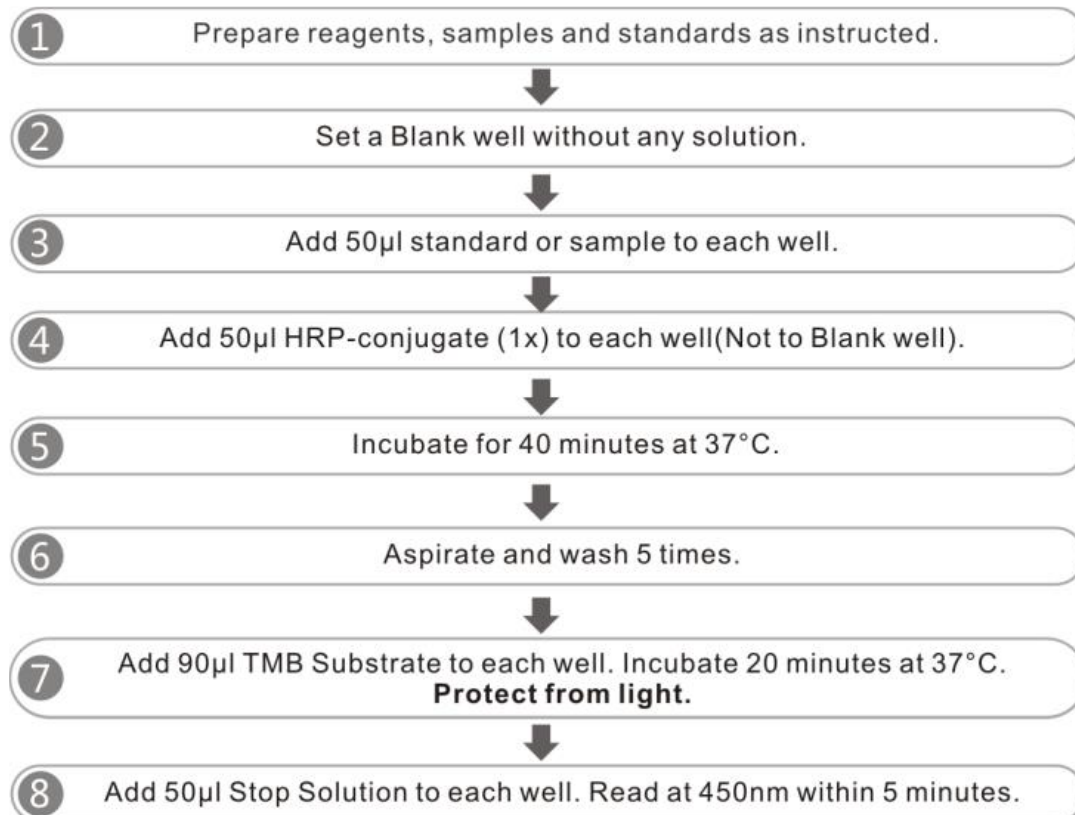 1 Prepare reagents, samples and standards as instructed.
2 Set a Blank well without any solution.
3 Add 50µl standard or sample to each well.
4 Add 50µl HRP-conjugate (1x) to each well(Not to Blank well).
5 Incubate for 40 minutes at 37°C.
6 Aspirate and wash 5 times.
7 Add 90µl TMB Substrate to each well. Incubate 20 minutes at 37°C.
Protect from light.
8 Add 50µl Stop Solution to each well. Read at 450nm within 5 minutes.